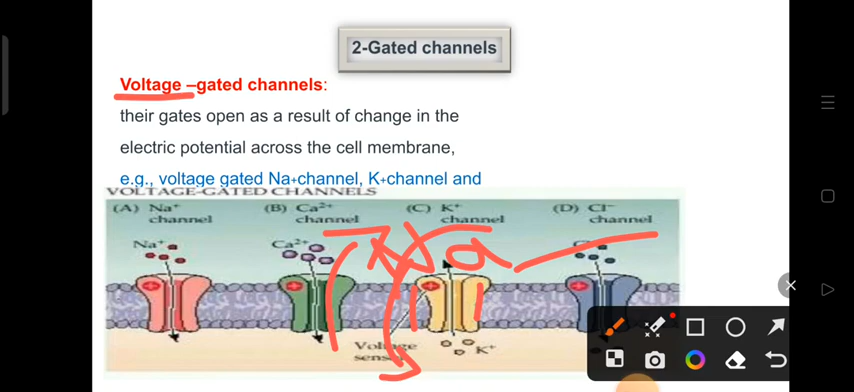 2-Gated channels
Voltage –gated channels:
their gates open as a result of change in the
electric potential across the cell membrane,
e.g., voltage gated Na+channel, K+channel and
VOLTAGE-GATED CHANNELS
(A) Na⁺ channel
(B) Ca²⁺ channel
(C) K⁺ channel
(D) Cl⁻ channel
Na⁺
Ca²⁺
Voltage
sensor
K⁺